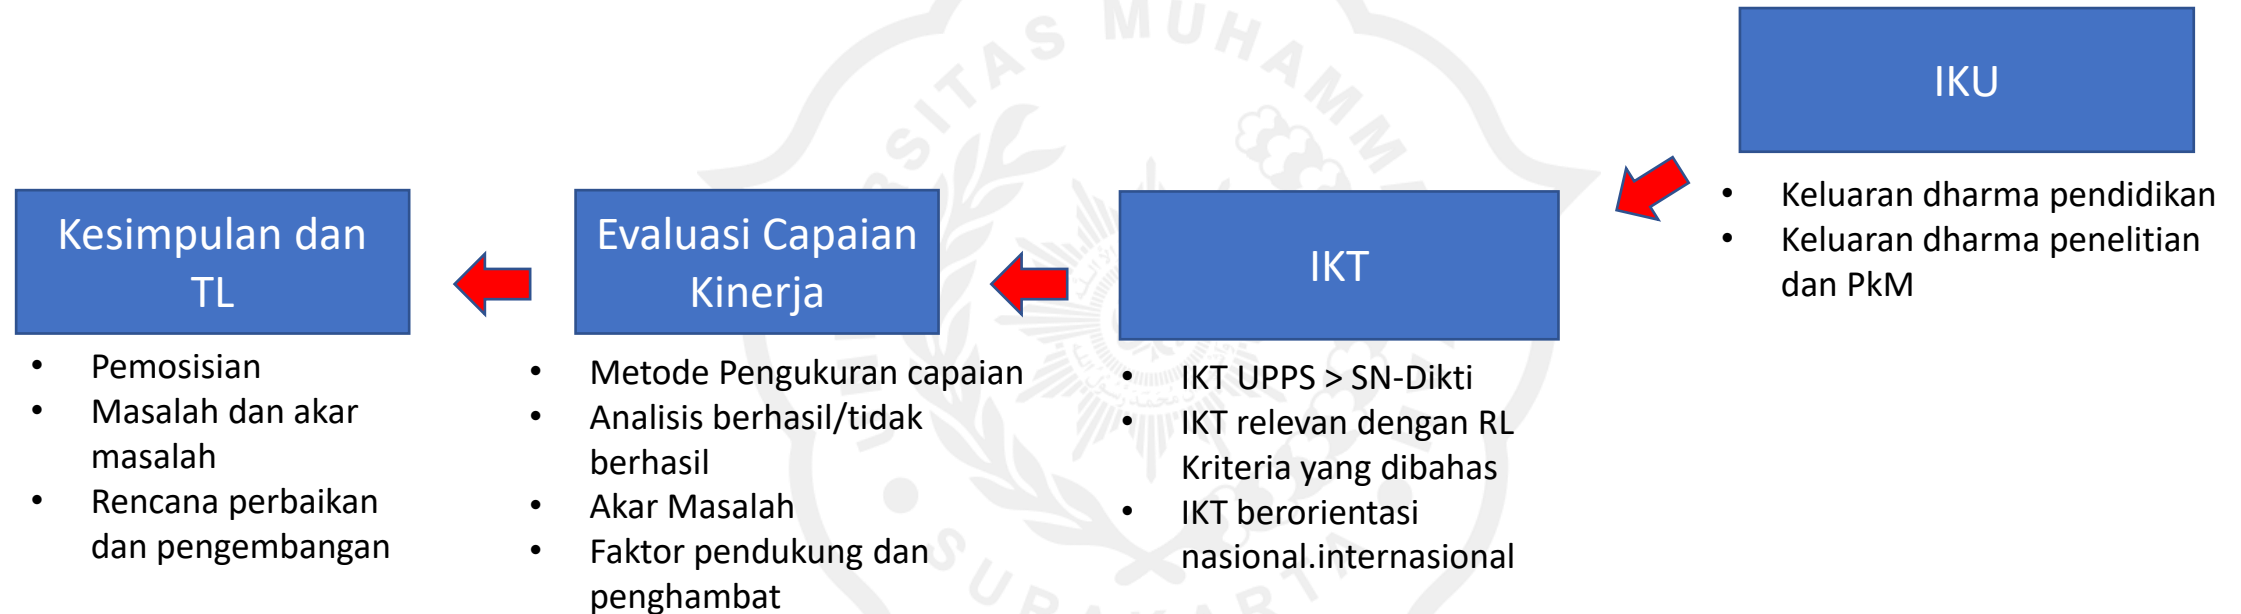 IKU
• Keluaran dharma pendidikan
• Keluaran dharma penelitian
dan PkM
IKT
• IKT UPPS > SN-Dikti
• IKT relevan dengan RL
Kriteria yang dibahas
• IKT berorientasi
nasional.internasional
Evaluasi Capaian
Kinerja
• Metode Pengukuran capaian
• Analisis berhasil/tidak
berhasil
• Akar Masalah
• Faktor pendukung dan
penghambat
Kesimpulan dan
TL
• Pemosisian
• Masalah dan akar
masalah
• Rencana perbaikan
dan pengembangan